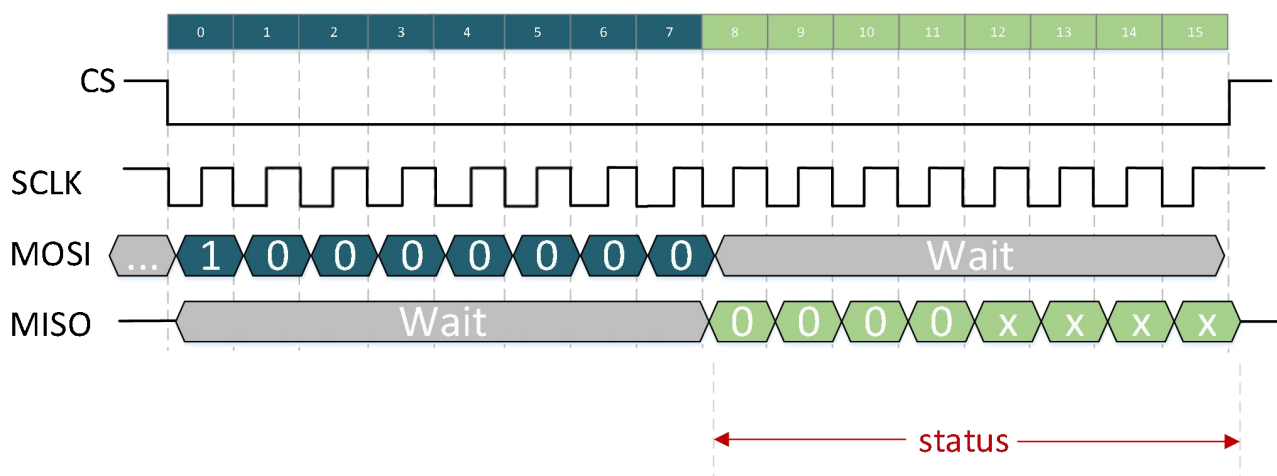 0 1 2 3 4 5 6 7 8 9 10 11 12 13 14 15
CS
SCLK
MOSI ... 1 0 0 0 0 0 0 0 Wait
MISO Wait 0 0 0 0 x x x x
status